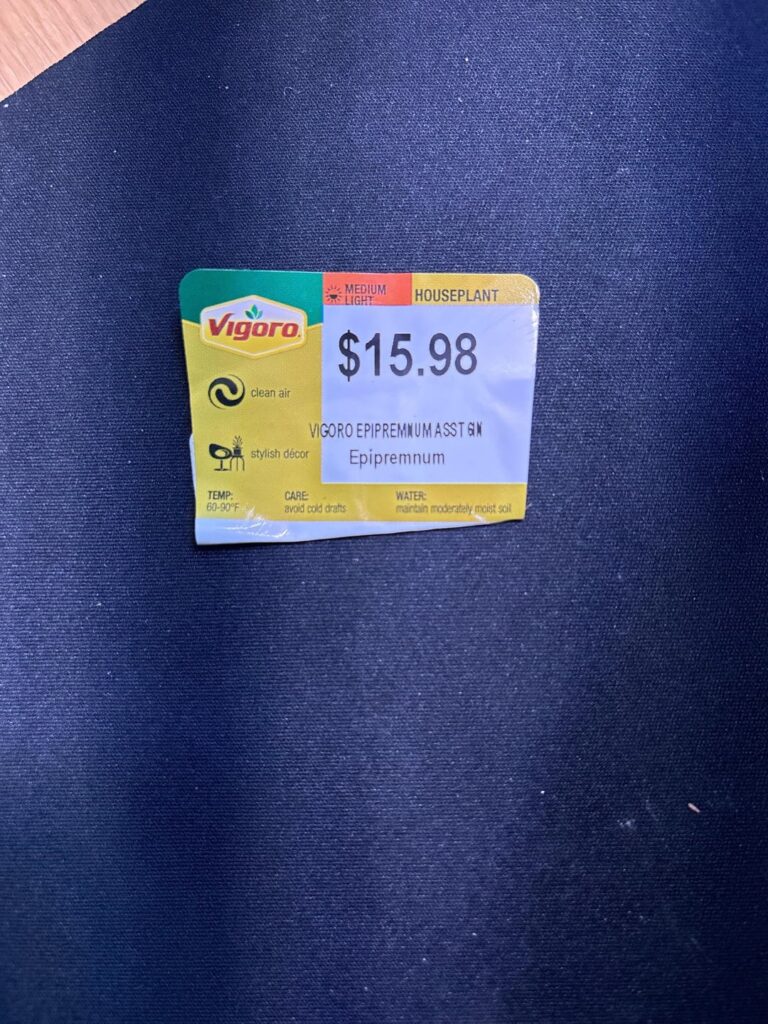 Vigoro
MEDIUM
LIGHT
HOUSEPLANT
$15.98
clean air
VIGORO EPIPREMNUM ASST 6IN
stylish décor
Epipremnum
TEMP:
60-90°F
CARE:
avoid cold drafts
WATER:
maintain moderately moist soil